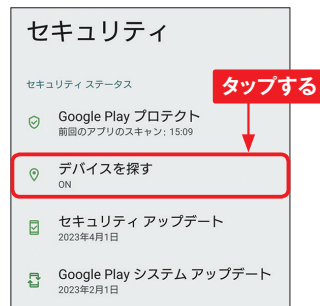 セキュリティ
セキュリティ ステータス
タップする
Google Play プロテクト
前回のアプリのスキャン: 15:09
デバイスを探す
ON
セキュリティ アップデート
2023年4月1日
Google Play システム アップデート
2023年2月1日